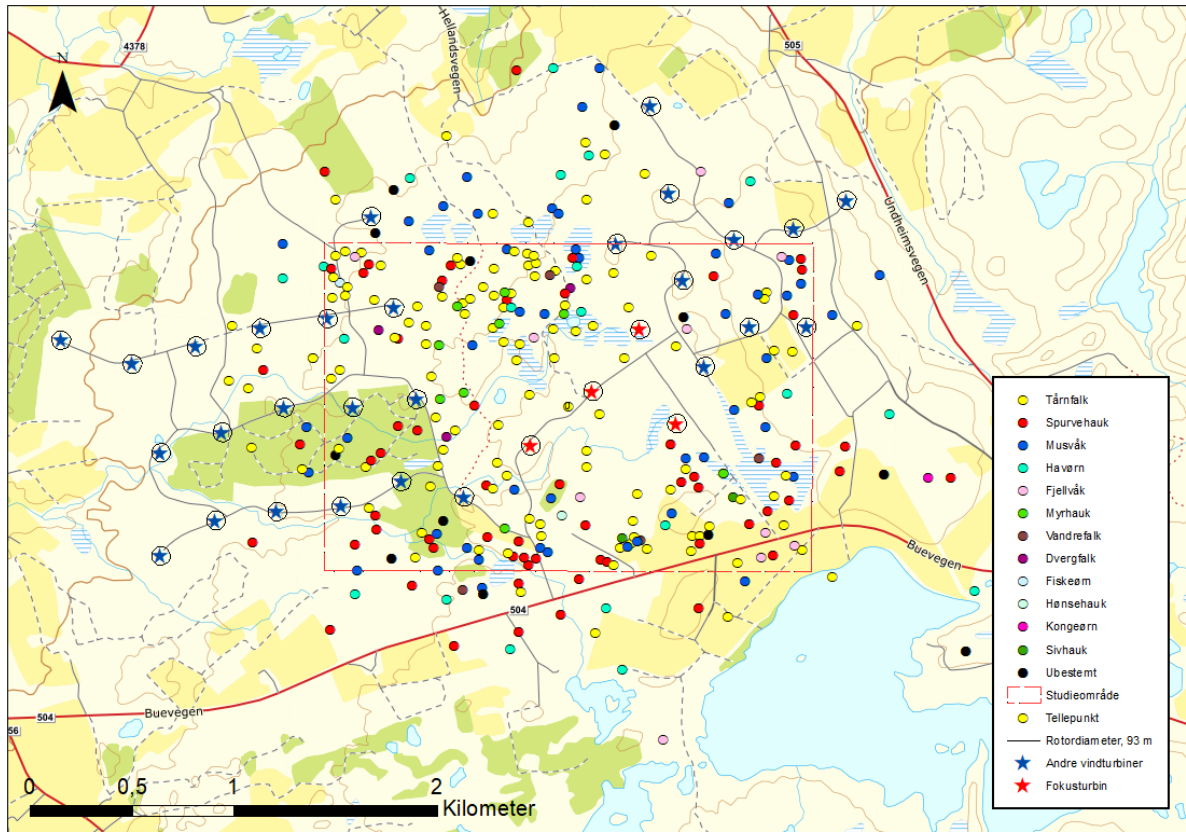 4378
505
Hellandsvegen
N
Undheimsvegen
Tårnfalk
Spurvehauk
Musvåk
Havørn
Fjellvåk
Myrhauk
Vandrefalk
Dvergfalk
Fiskeørn
Hønsehauk
Kongeørn
Sivhauk
Ubestemt
Studieområde
Tellepunkt
Rotordiameter, 93 m
Andre vindturbiner
Fokusturbin
Buevegen
504
Buevegen
504
56
0 0,5 1 2
Kilometer